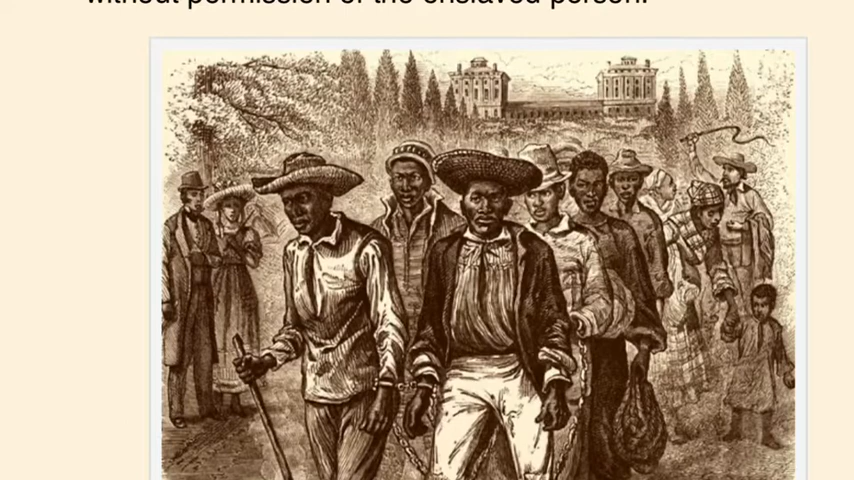 without permission of the enslaved person.